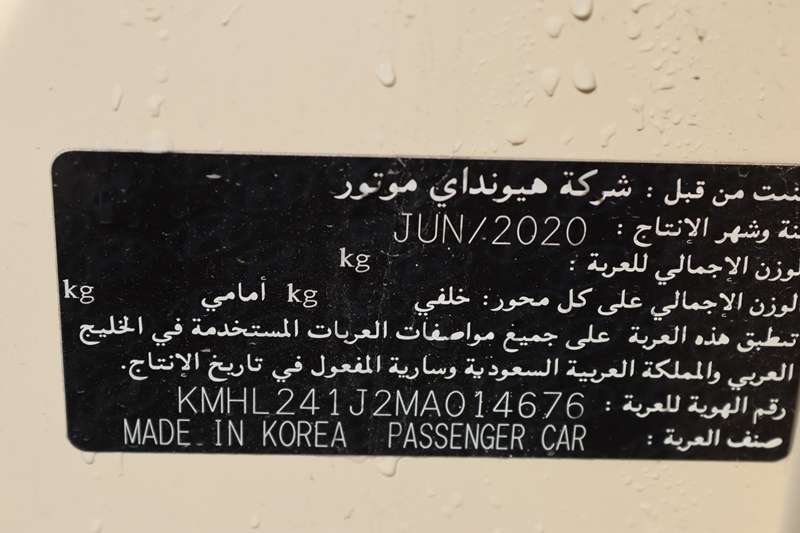 صنعت من قبل : شركة هيونداي موتور
سنة وشهر الإنتاج : JUN/2020
الوزن الإجمالي للعربة : kg
الوزن الإجمالي على كل محور: خلفي kg أمامي kg
تنطبق هذه العربة على جميع مواصفات العربات المستخدمة في الخليج
العربي والمملكة العربية السعودية وسارية المفعول في تاريخ الإنتاج.
رقم الهوية للعربة : KMHL241J2MA014676
صنف العربة : MADE IN KOREA PASSENGER CAR